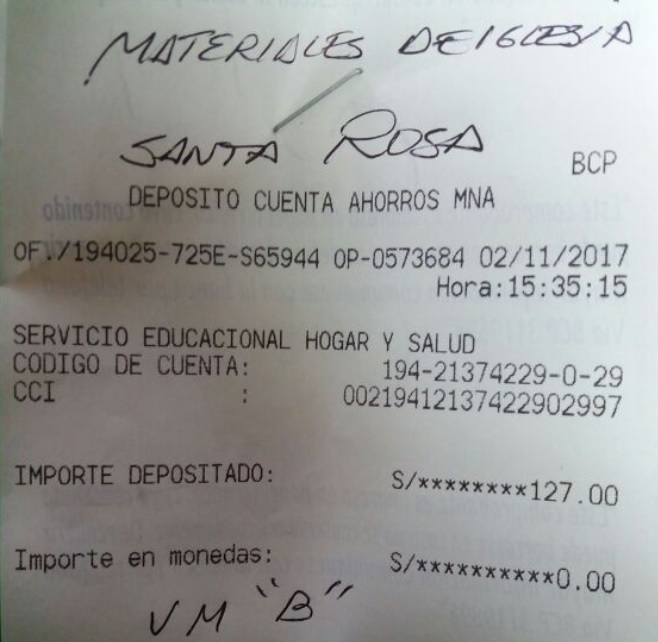 MATERIALES DE IGLESIA
SANTA ROSA
BCP
DEPOSITO CUENTA AHORROS MNA
OF./194025-725E-S65944 OP-0573684 02/11/2017
Hora:15:35:15
SERVICIO EDUCACIONAL HOGAR Y SALUD
CODIGO DE CUENTA: 194-21374229-0-29
CCI : 00219412137422902997
IMPORTE DEPOSITADO: S/********127.00
Importe en monedas: S/**********0.00
VM "B"